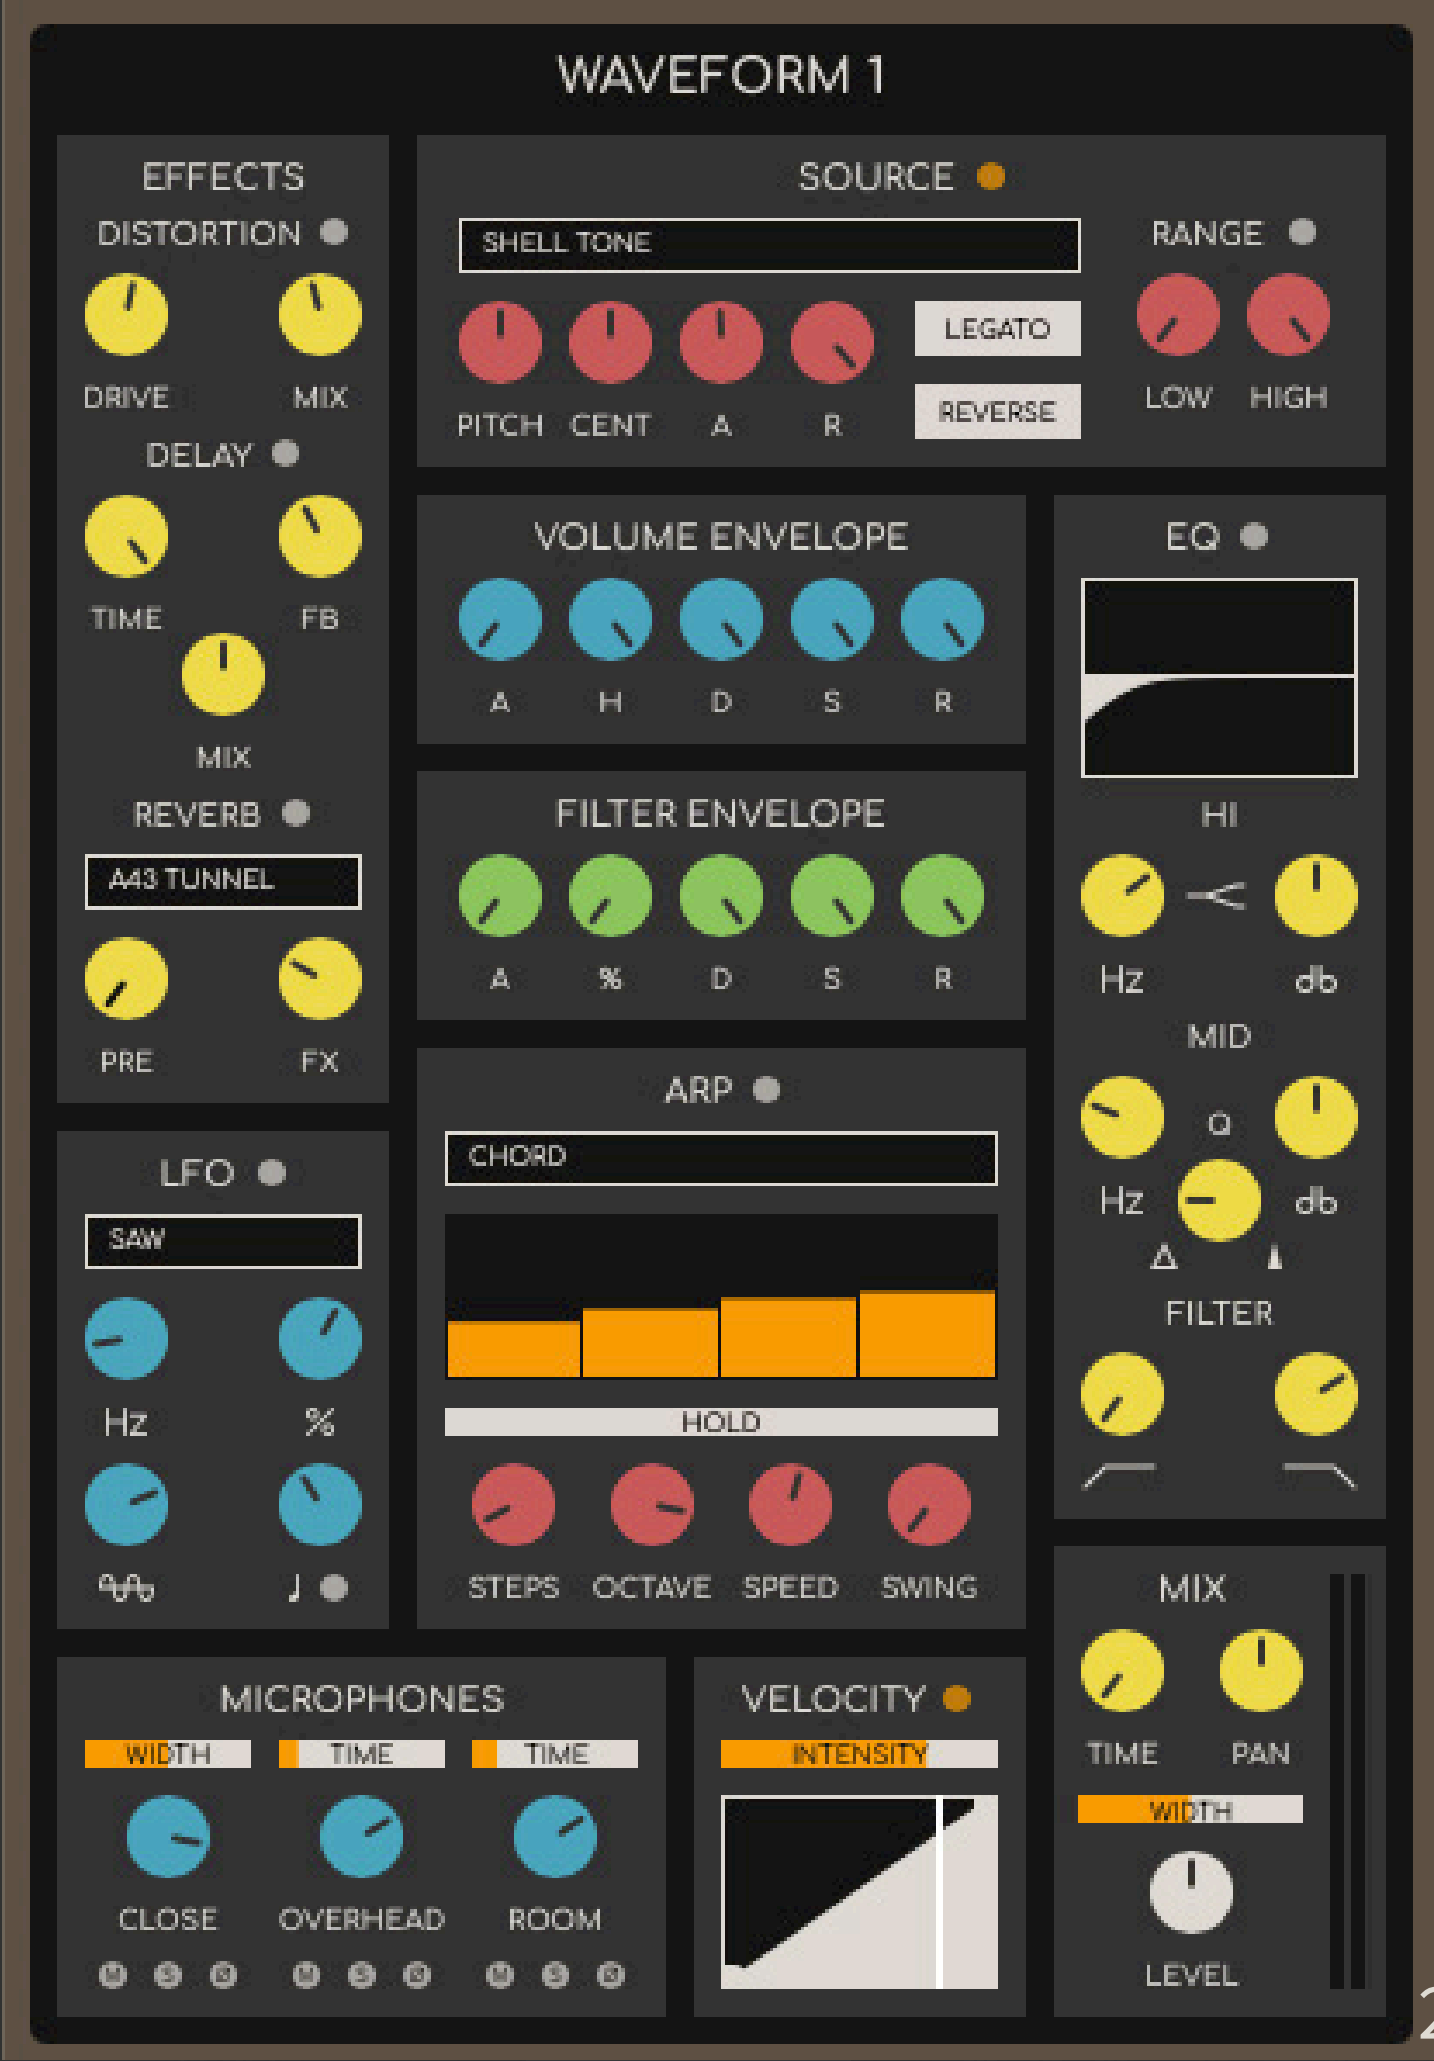 WAVEFORM 1
EFFECTS
DISTORTION
DRIVE MIX
DELAY
TIME FB
MIX
REVERB
A43 TUNNEL
PRE FX
SOURCE
SHELL TONE
RANGE
LEGATO
REVERSE
PITCH CENT A R
LOW HIGH
VOLUME ENVELOPE
A H D S R
FILTER ENVELOPE
A % D S R
EQ
HI
Hz db
MID
Q
Hz db
FILTER
LFO
SAW
Hz %
ARP
CHORD
HOLD
STEPS OCTAVE SPEED SWING
MICROPHONES
WIDTH TIME TIME
CLOSE OVERHEAD ROOM
M S Ø M S Ø M S Ø
VELOCITY
INTENSITY
MIX
TIME PAN
WIDTH
LEVEL
2